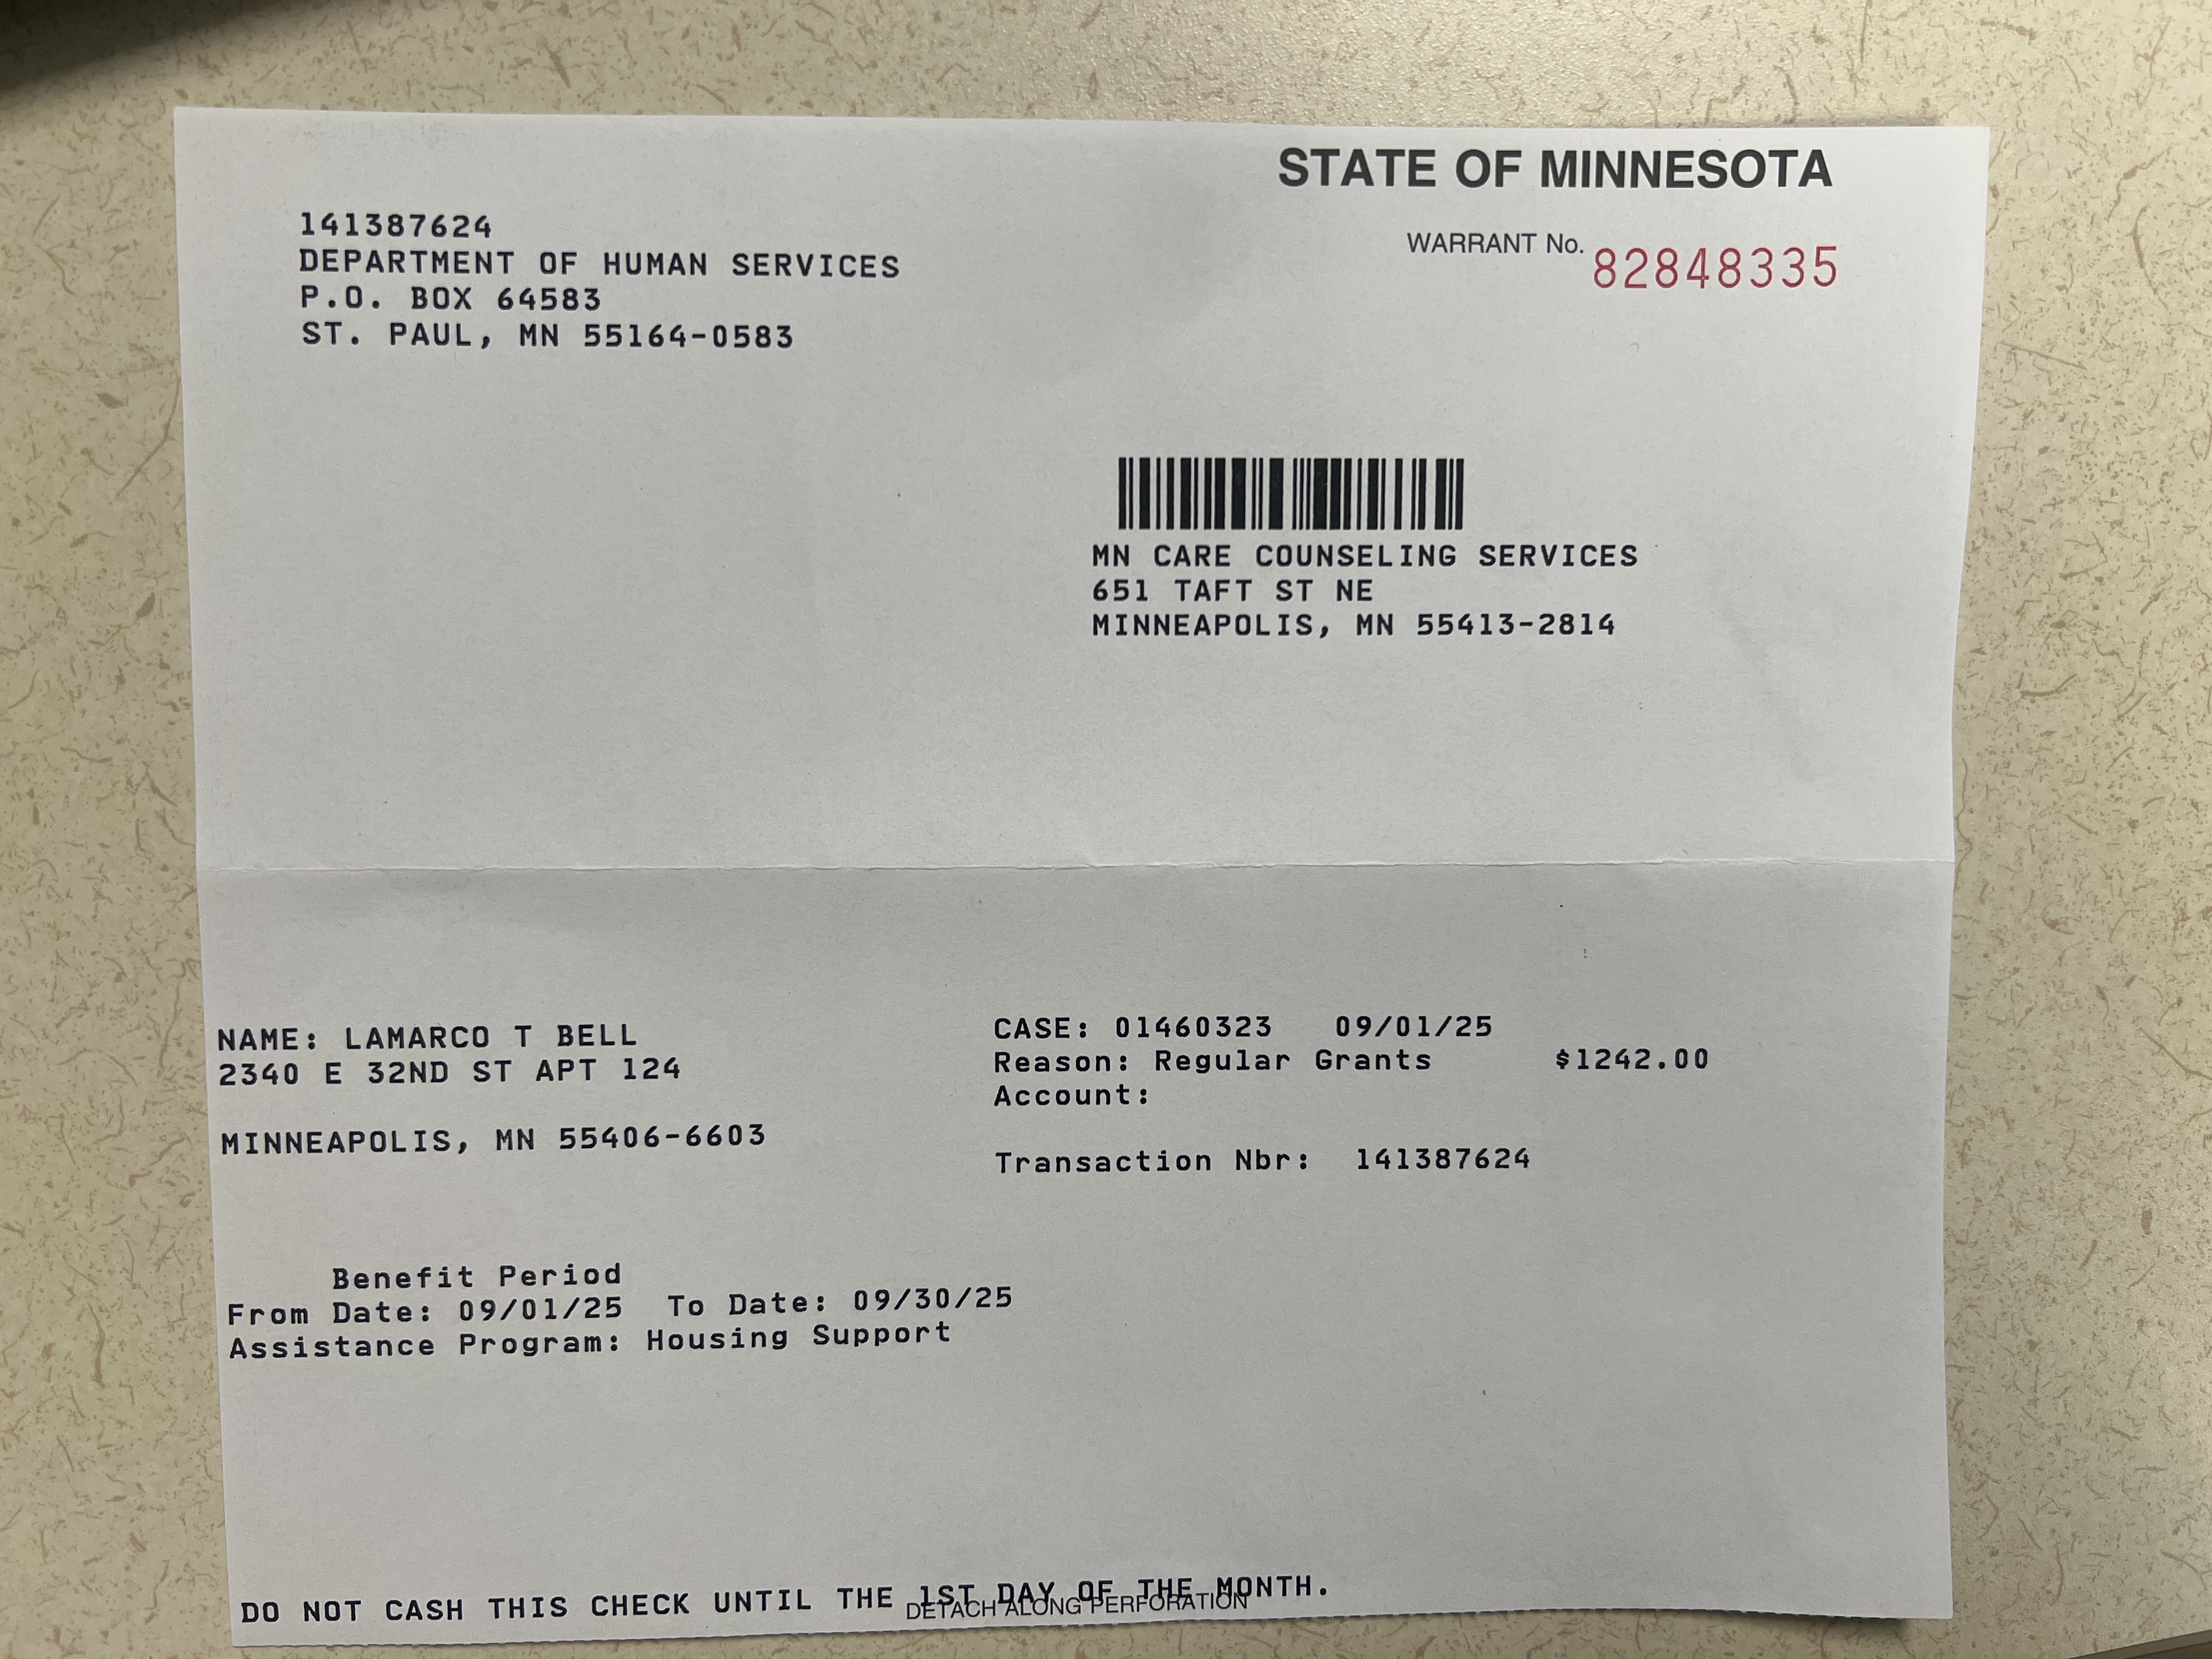 STATE OF MINNESOTA
WARRANT No. 82848335
141387624
DEPARTMENT OF HUMAN SERVICES
P.O. BOX 64583
ST. PAUL, MN 55164-0583
MN CARE COUNSELING SERVICES
651 TAFT ST NE
MINNEAPOLIS, MN 55413-2814
NAME: LAMARCO T BELL CASE: 01460323 09/01/25
2340 E 32ND ST APT 124 Reason: Regular Grants $1242.00
Account:
MINNEAPOLIS, MN 55406-6603 Transaction Nbr: 141387624
Benefit Period
From Date: 09/01/25 To Date: 09/30/25
Assistance Program: Housing Support
DO NOT CASH THIS CHECK UNTIL THE 1ST DAY OF THE MONTH.
DETACH ALONG PERFORATION